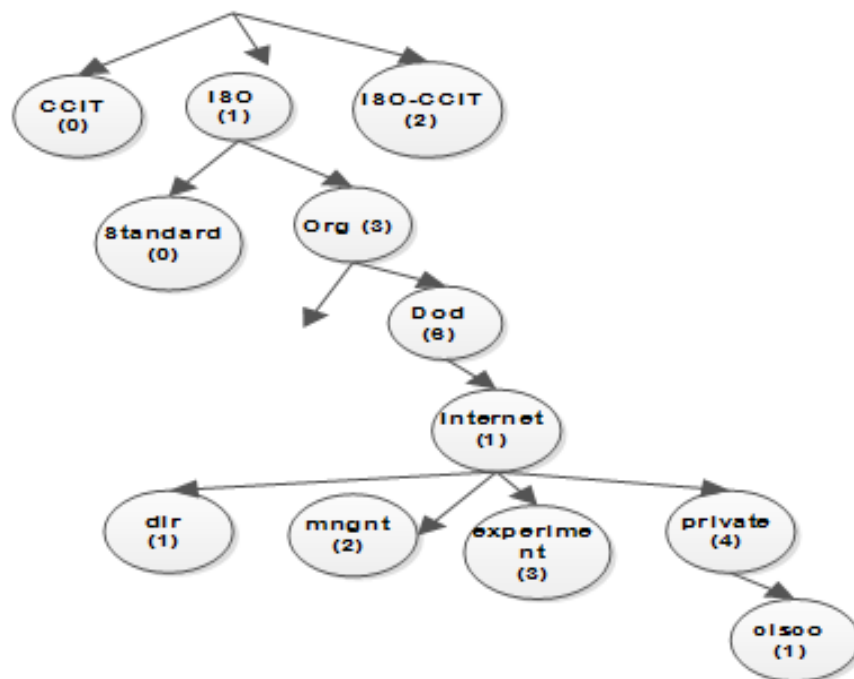 CCIT
(0)
ISO
(1)
ISO-CCIT
(2)
Standard
(0)
Org (3)
Dod
(6)
Internet
(1)
dir
(1)
mngnt
(2)
experime
nt
(3)
private
(4)
cisco
(1)